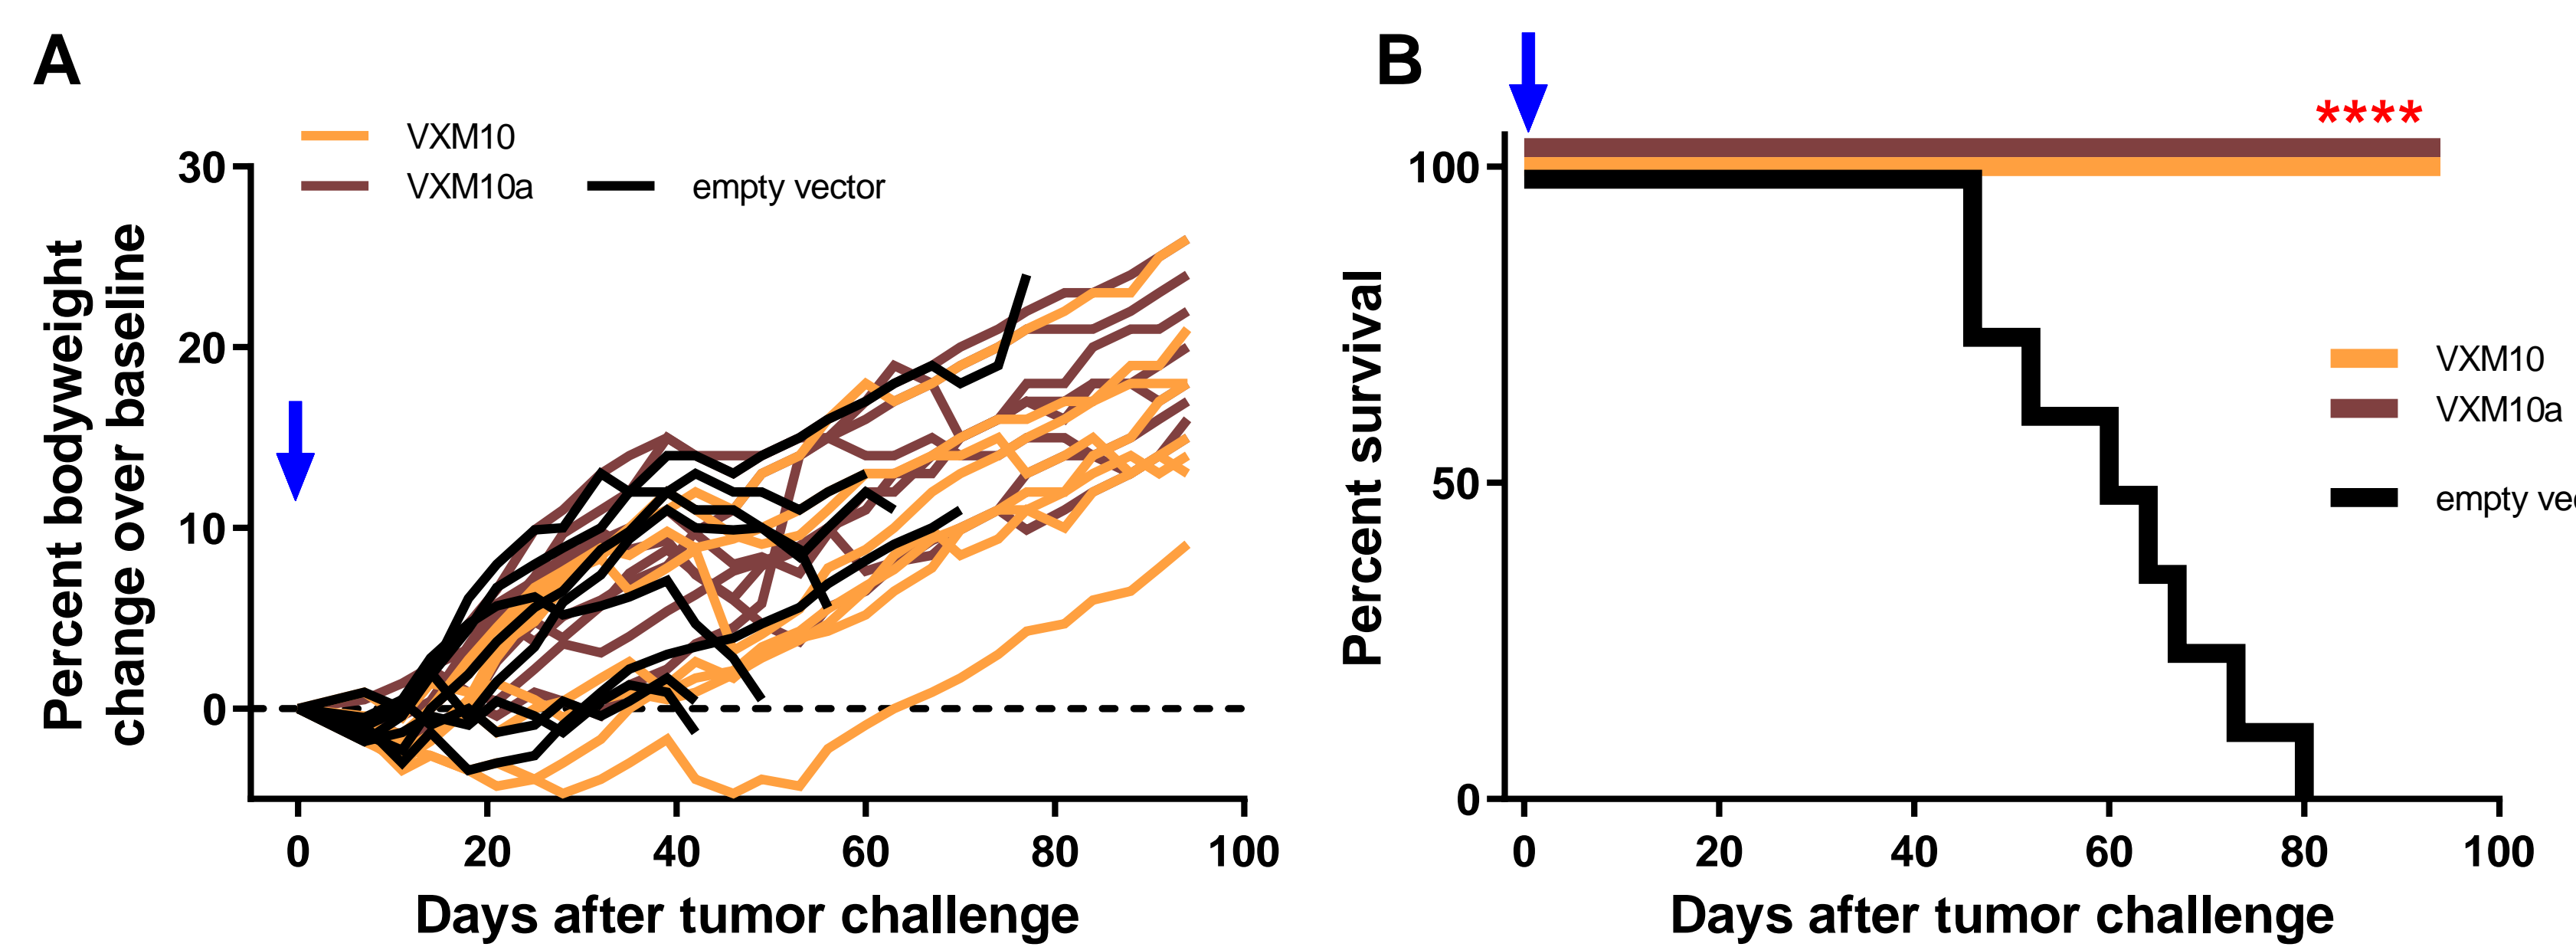 A
VXM10
VXM10a
empty vector
30
20
10
0
Percent bodyweight
change over baseline
0 20 40 60 80 100
Days after tumor challenge
B
****
100
50
0
Percent survival
VXM10
VXM10a
empty
0 20 40 60 80 100
Days after tumor challenge